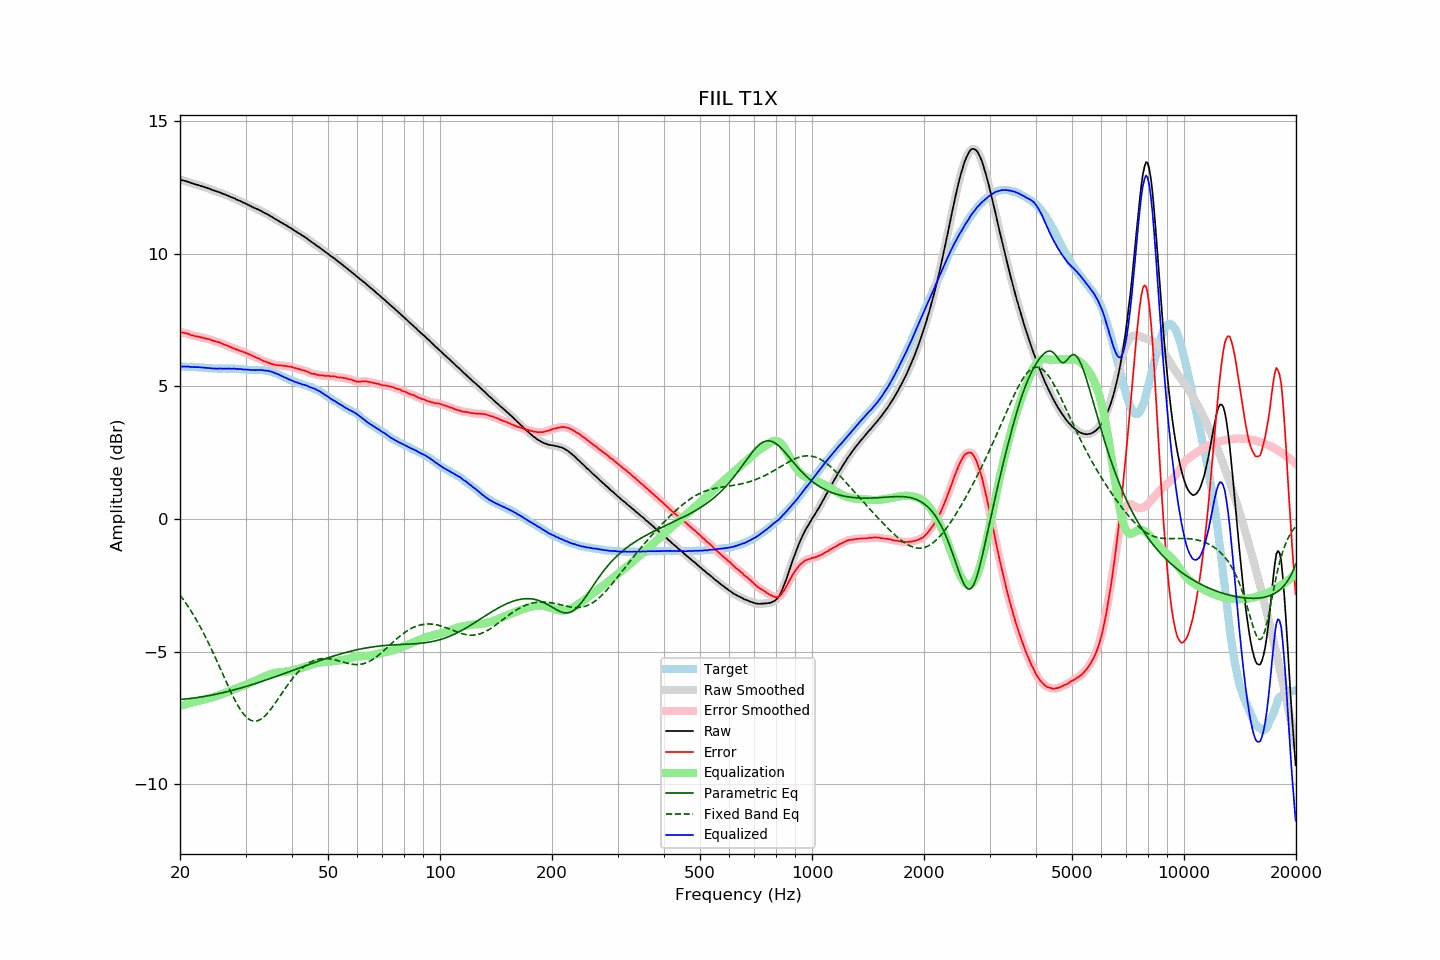 FIIL T1X
Amplitude (dBr)
15
10
5
0
−5
−10
Target
Raw Smoothed
Error Smoothed
Raw
Error
Equalization
Parametric Eq
Fixed Band Eq
Equalized
20 50 100 200 500 1000 2000 5000 10000 20000
Frequency (Hz)